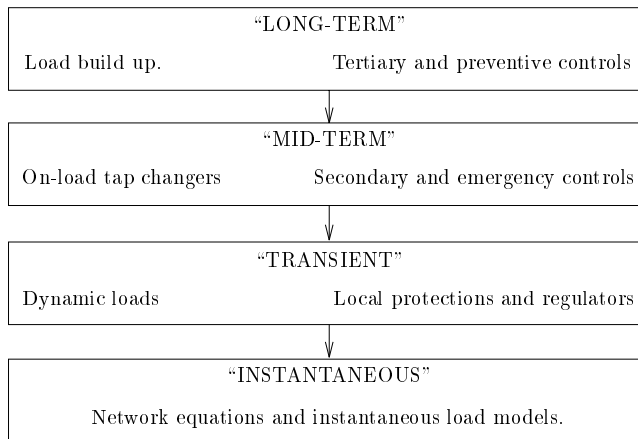 “LONG-TERM”
Load build up. Tertiary and preventive controls
“MID-TERM”
On-load tap changers Secondary and emergency controls
“TRANSIENT”
Dynamic loads Local protections and regulators
“INSTANTANEOUS”
Network equations and instantaneous load models.